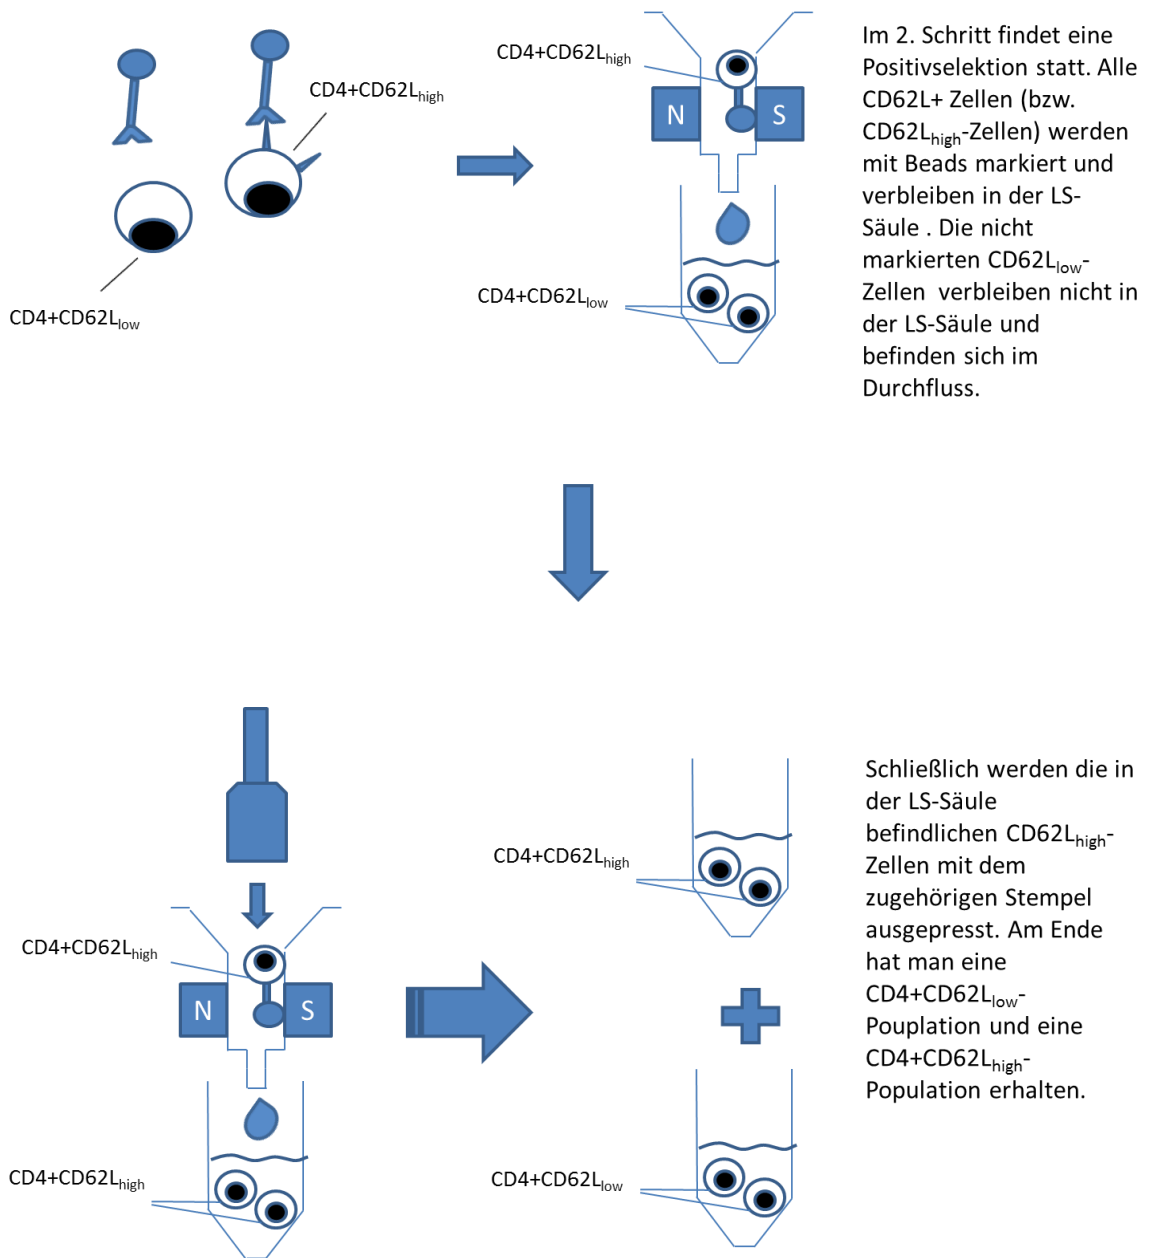 CD4+CD62Lhigh
CD4+CD62Llow
CD4+CD62Lhigh
N
S
CD4+CD62Llow
Im 2. Schritt findet eine
Positivselektion statt. Alle
CD62L+ Zellen (bzw.
CD62Lhigh-Zellen) werden
mit Beads markiert und
verbleiben in der LS-
Säule . Die nicht
markierten CD62Llow-
Zellen verbleiben nicht in
der LS-Säule und
befinden sich im
Durchfluss.
CD4+CD62Lhigh
N
S
CD4+CD62Lhigh
CD4+CD62Lhigh
CD4+CD62Llow
Schließlich werden die in
der LS-Säule
befindlichen CD62Lhigh-
Zellen mit dem
zugehörigen Stempel
ausgepresst. Am Ende
hat man eine
CD4+CD62Llow-
Pouplation und eine
CD4+CD62Lhigh-
Population erhalten.